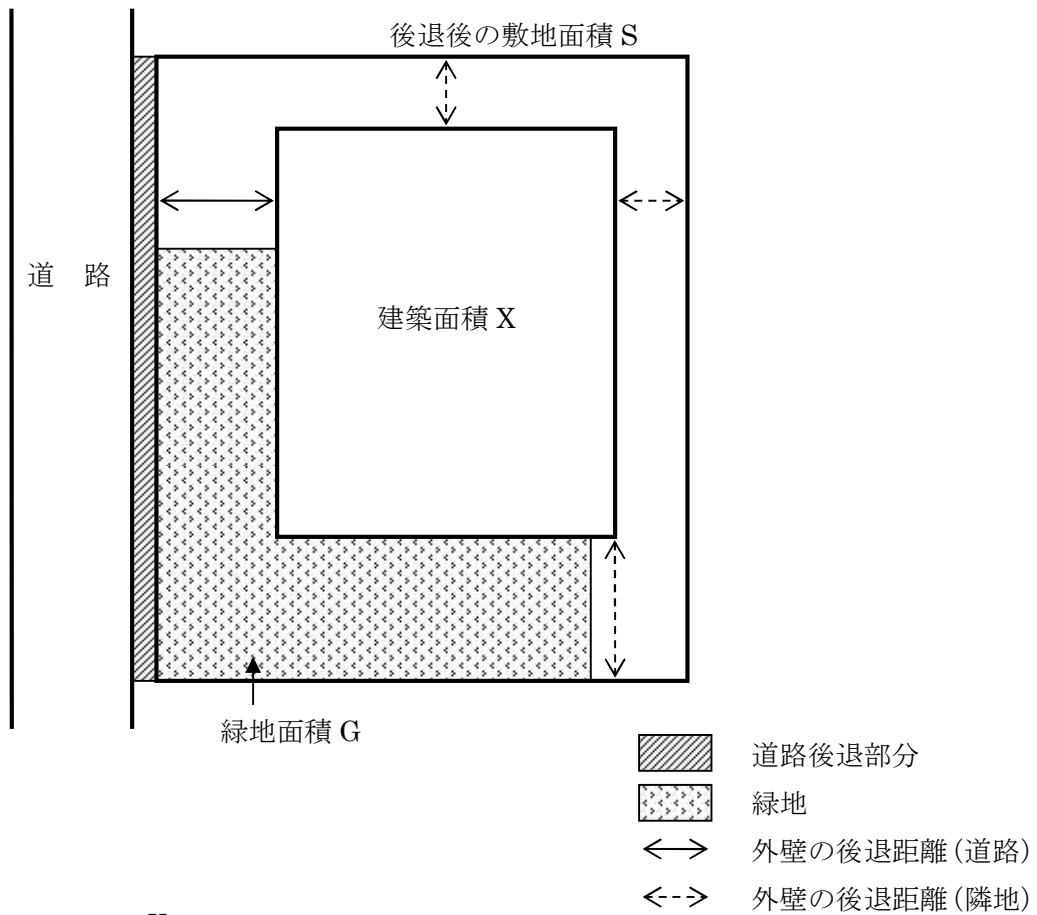 後退後の敷地面積 S
道 路
建築面積 X
緑地面積 G
道路後退部分
緑地
外壁の後退距離(道路)
外壁の後退距離(隣地)